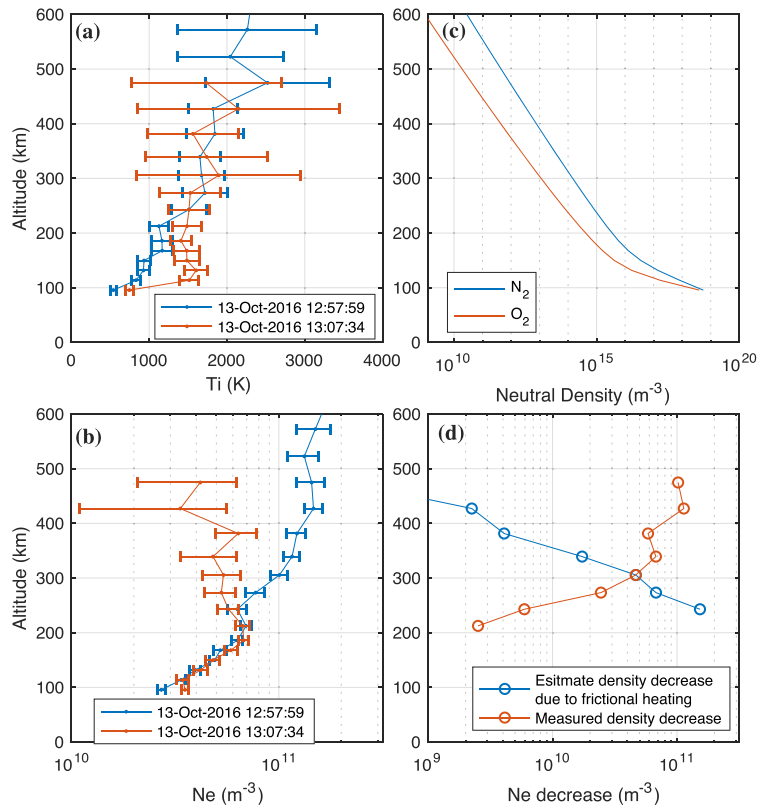 (a)
600
500
400
300
200
100
0
Altitude (km)
13-Oct-2016 12:57:59
13-Oct-2016 13:07:34
0 1000 2000 3000 4000
Ti (K)
(c)
600
500
400
300
200
100
0
N2
O2
10^10 10^15 10^20
Neutral Density (m^-3)
(b)
600
500
400
300
200
100
0
Altitude (km)
13-Oct-2016 12:57:59
13-Oct-2016 13:07:34
10^10 10^11
Ne (m^-3)
(d)
600
500
400
300
200
100
0
Esitmate density decrease
due to frictional heating
Measured density decrease
10^9 10^10 10^11
Ne decrease (m^-3)